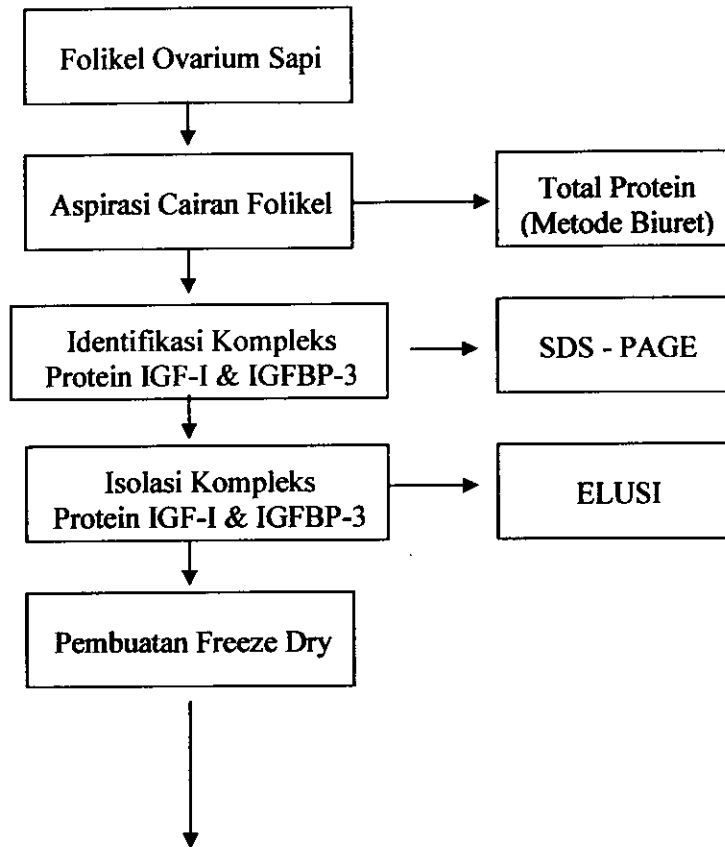 Folikel Ovarium Sapi
Aspirasi Cairan Folikel
Total Protein
(Metode Biuret)
Identifikasi Kompleks
Protein IGF-I & IGFBP-3
SDS - PAGE
Isolasi Kompleks
Protein IGF-I & IGFBP-3
ELUSI
Pembuatan Freeze Dry